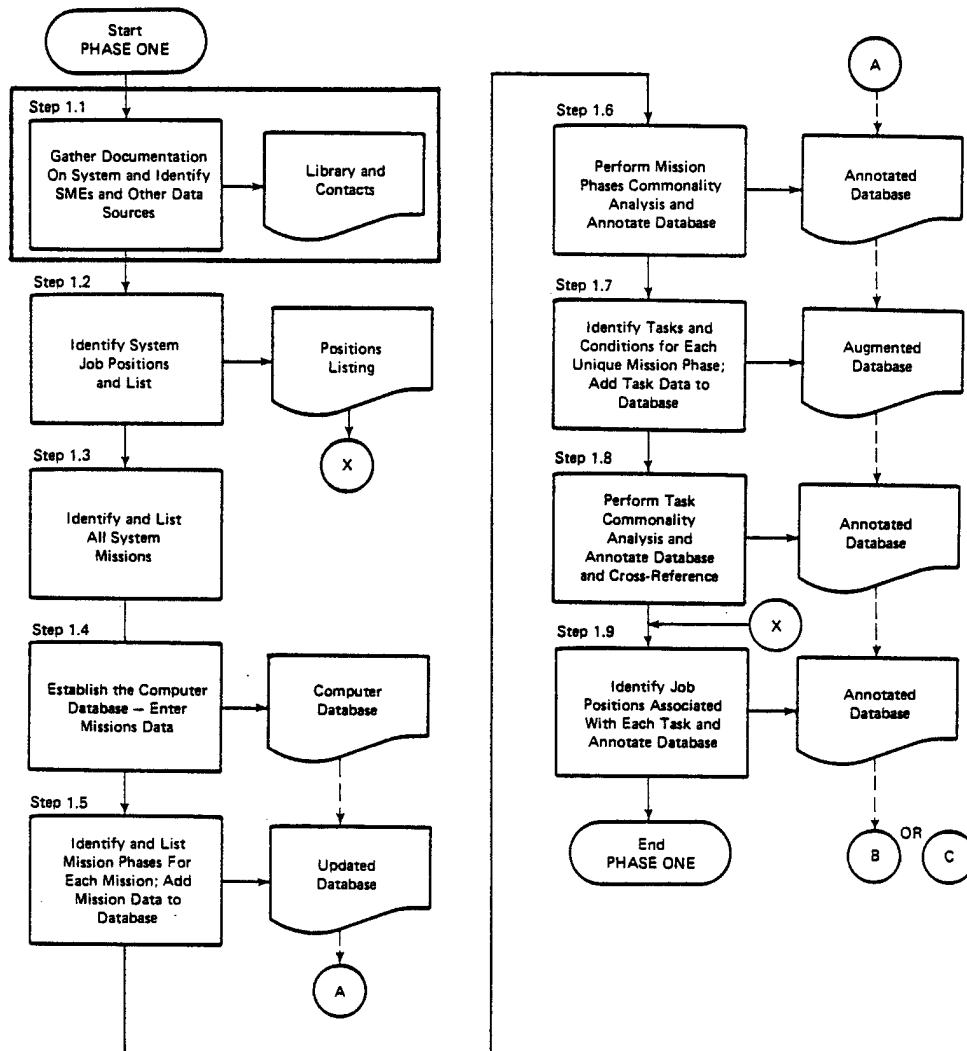 Start
PHASE ONE
Step 1.1
Gather Documentation
On System and Identify
SMEs and Other Data
Sources
Library and
Contacts
Step 1.2
Identify System
Job Positions
and List
Positions
Listing
X
Step 1.3
Identify and List
All System
Missions
Step 1.4
Establish the Computer
Database — Enter
Missions Data
Computer
Database
Step 1.5
Identify and List
Mission Phases For
Each Mission; Add
Mission Data to
Database
Updated
Database
A
A
Step 1.6
Perform Mission
Phases Commonality
Analysis and
Annotate Database
Annotated
Database
Step 1.7
Identify Tasks and
Conditions for Each
Unique Mission Phase;
Add Task Data to
Database
Augmented
Database
Step 1.8
Perform Task
Commonality
Analysis and
Annotate Database
and Cross-Reference
Annotated
Database
X
Step 1.9
Identify Job
Positions Associated
With Each Task and
Annotate Database
Annotated
Database
End
PHASE ONE
B
OR
C